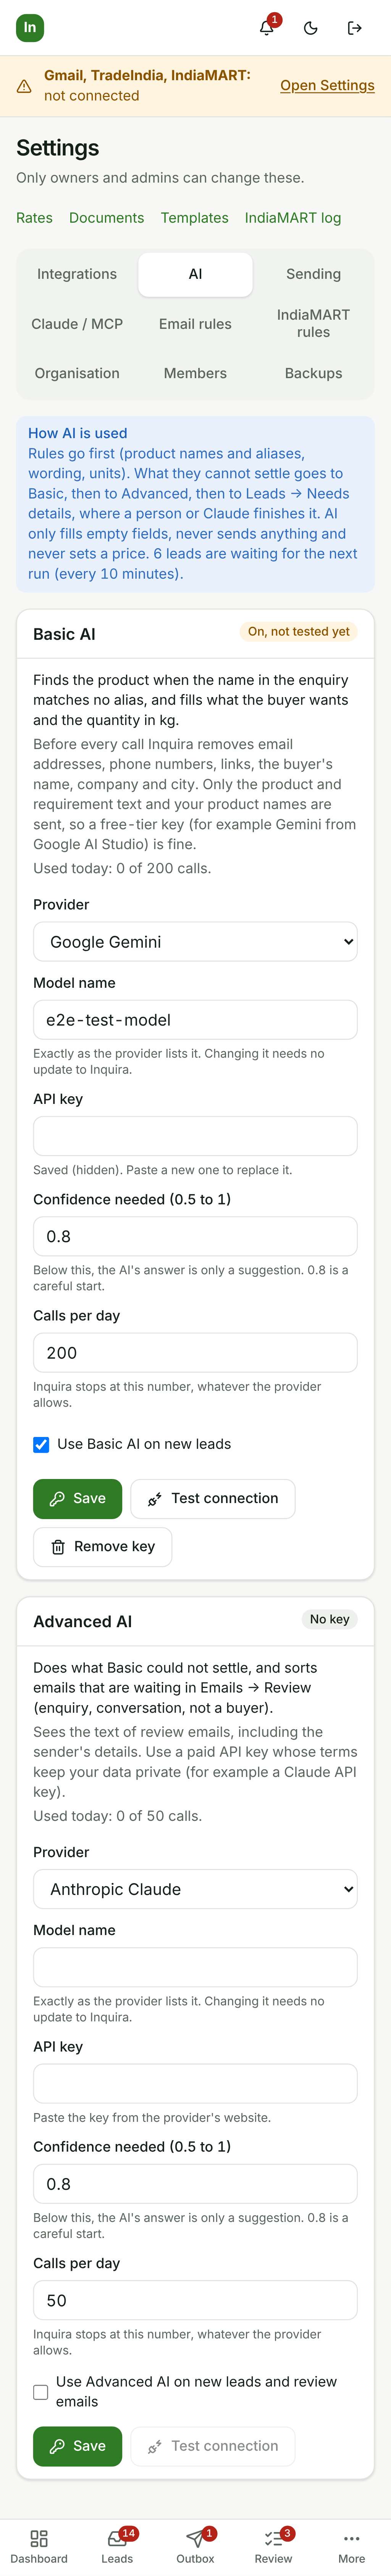 In
1
Gmail, TradeIndia, IndiaMART:
not connected
Open Settings
Settings
Only owners and admins can change these.
Rates Documents Templates IndiaMART log
Integrations AI Sending
Claude / MCP Email rules IndiaMART rules
Organisation Members Backups
How AI is used
Rules go first (product names and aliases,
wording, units). What they cannot settle goes to
Basic, then to Advanced, then to Leads → Needs
details, where a person or Claude finishes it. AI
only fills empty fields, never sends anything and
never sets a price. 6 leads are waiting for the next
run (every 10 minutes).
Basic AI
On, not tested yet
Finds the product when the name in the enquiry
matches no alias, and fills what the buyer wants
and the quantity in kg.
Before every call Inquira removes email
addresses, phone numbers, links, the buyer's
name, company and city. Only the product and
requirement text and your product names are
sent, so a free-tier key (for example Gemini from
Google AI Studio) is fine.
Used today: 0 of 200 calls.
Provider
Google Gemini
Model name
e2e-test-model
Exactly as the provider lists it. Changing it needs no
update to Inquira.
API key
Saved (hidden). Paste a new one to replace it.
Confidence needed (0.5 to 1)
0.8
Below this, the AI's answer is only a suggestion. 0.8 is a
careful start.
Calls per day
200
Inquira stops at this number, whatever the provider
allows.
Use Basic AI on new leads
Save Test connection
Remove key
Advanced AI
No key
Does what Basic could not settle, and sorts
emails that are waiting in Emails → Review
(enquiry, conversation, not a buyer).
Sees the text of review emails, including the
sender's details. Use a paid API key whose terms
keep your data private (for example a Claude API
key).
Used today: 0 of 50 calls.
Provider
Anthropic Claude
Model name
Exactly as the provider lists it. Changing it needs no
update to Inquira.
API key
Paste the key from the provider's website.
Confidence needed (0.5 to 1)
0.8
Below this, the AI's answer is only a suggestion. 0.8 is a
careful start.
Calls per day
50
Inquira stops at this number, whatever the provider
allows.
Use Advanced AI on new leads and review
emails
Save Test connection
14 1 3
Dashboard Leads Outbox Review More